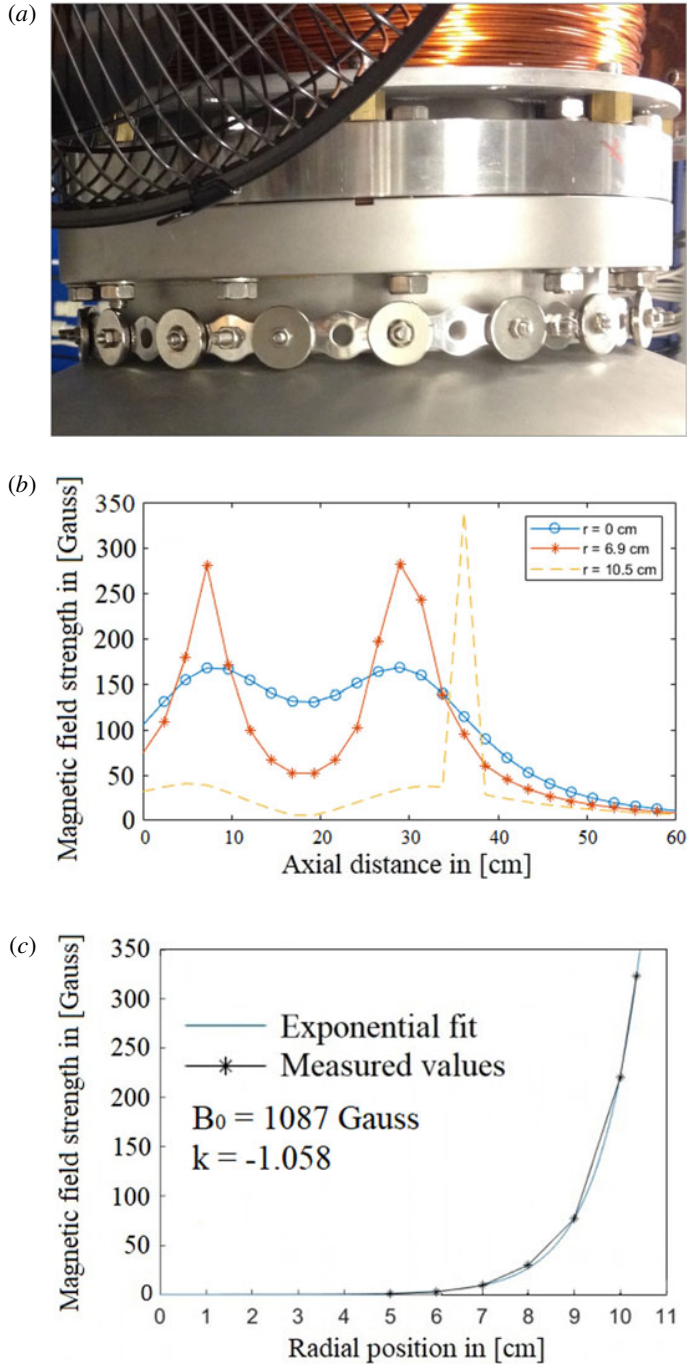 (a)
(b)
Magnetic field strength in [Gauss]
350
300
250
200
150
100
50
0
r = 0 cm
r = 6.9 cm
r = 10.5 cm
0 10 20 30 40 50 60
Axial distance in [cm]
(c)
Magnetic field strength in [Gauss]
350
300
250
200
150
100
50
0
Exponential fit
Measured values
B0 = 1087 Gauss
k = -1.058
0 1 2 3 4 5 6 7 8 9 10 11
Radial position in [cm]